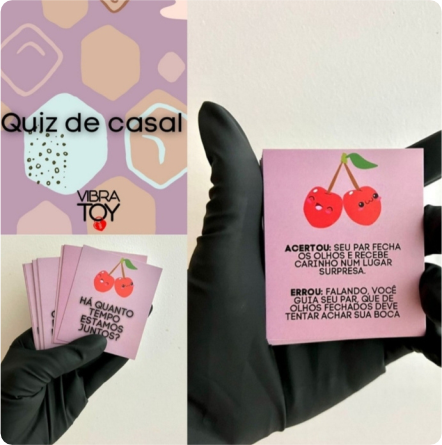 Quiz de casal
VIBRA
TOY
HÁ QUANTO
TEMPO
ESTAMOS
JUNTOS?
ACERTOU: SEU PAR FECHA
OS OLHOS E RECEBE
CARINHO NUM LUGAR
SURPRESA.
ERROU: FALANDO, VOCÊ
GUIA SEU PAR, QUE DE
OLHOS FECHADOS DEVE
TENTAR ACHAR SUA BOCA